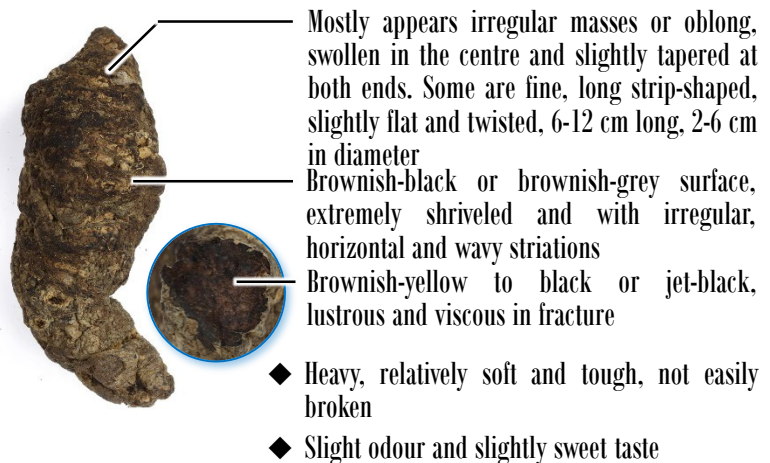 Mostly appears irregular masses or oblong,
swollen in the centre and slightly tapered at
both ends. Some are fine, long strip-shaped,
slightly flat and twisted, 6-12 cm long, 2-6 cm
in diameter
Brownish-black or brownish-grey surface,
extremely shriveled and with irregular,
horizontal and wavy striations
Brownish-yellow to black or jet-black,
lustrous and viscous in fracture
◆ Heavy, relatively soft and tough, not easily
broken
◆ Slight odour and slightly sweet taste